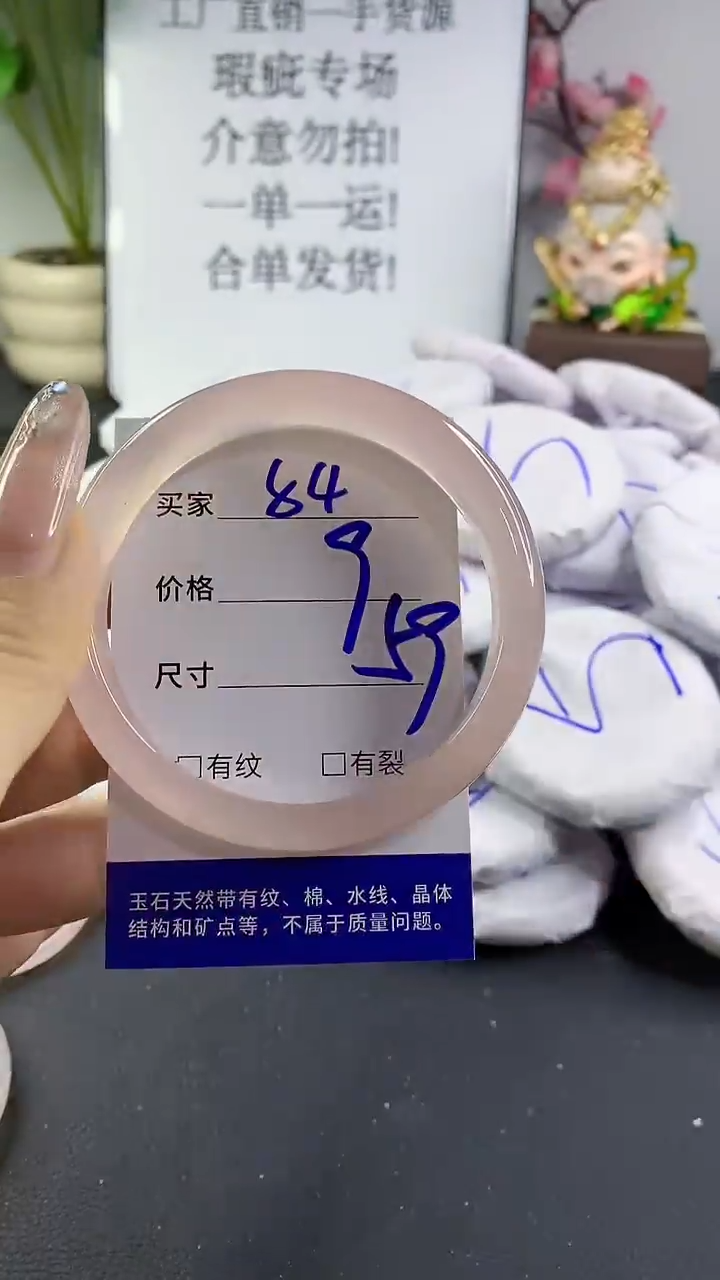 工厂直销一手货源
瑕疵专场
介意勿拍!
一单一运!
合单发货!
买家 84
价格 9
尺寸 59
□有纹 □有裂
玉石天然带有纹、棉、水线、晶体
结构和矿点等，不属于质量问题。